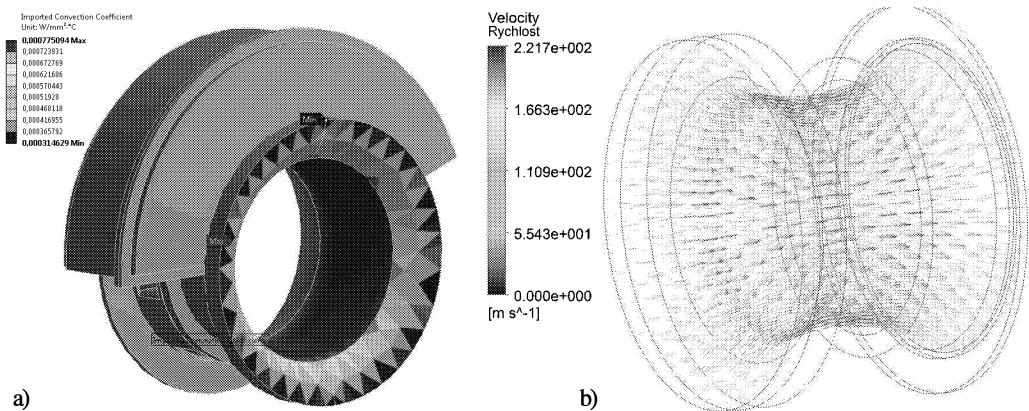 Imported Convection Coefficient
Unit: W/mm²·°C
0,000775094 Max
0,000723931
0,000672769
0,000621606
0,000570443
0,00051928
0,000468118
0,000416955
0,000365792
0,000314629 Min
Min
Max
a)
Velocity
Rychlost
2.217e+002
1.663e+002
1.109e+002
5.543e+001
0.000e+000
[m s^-1]
b)